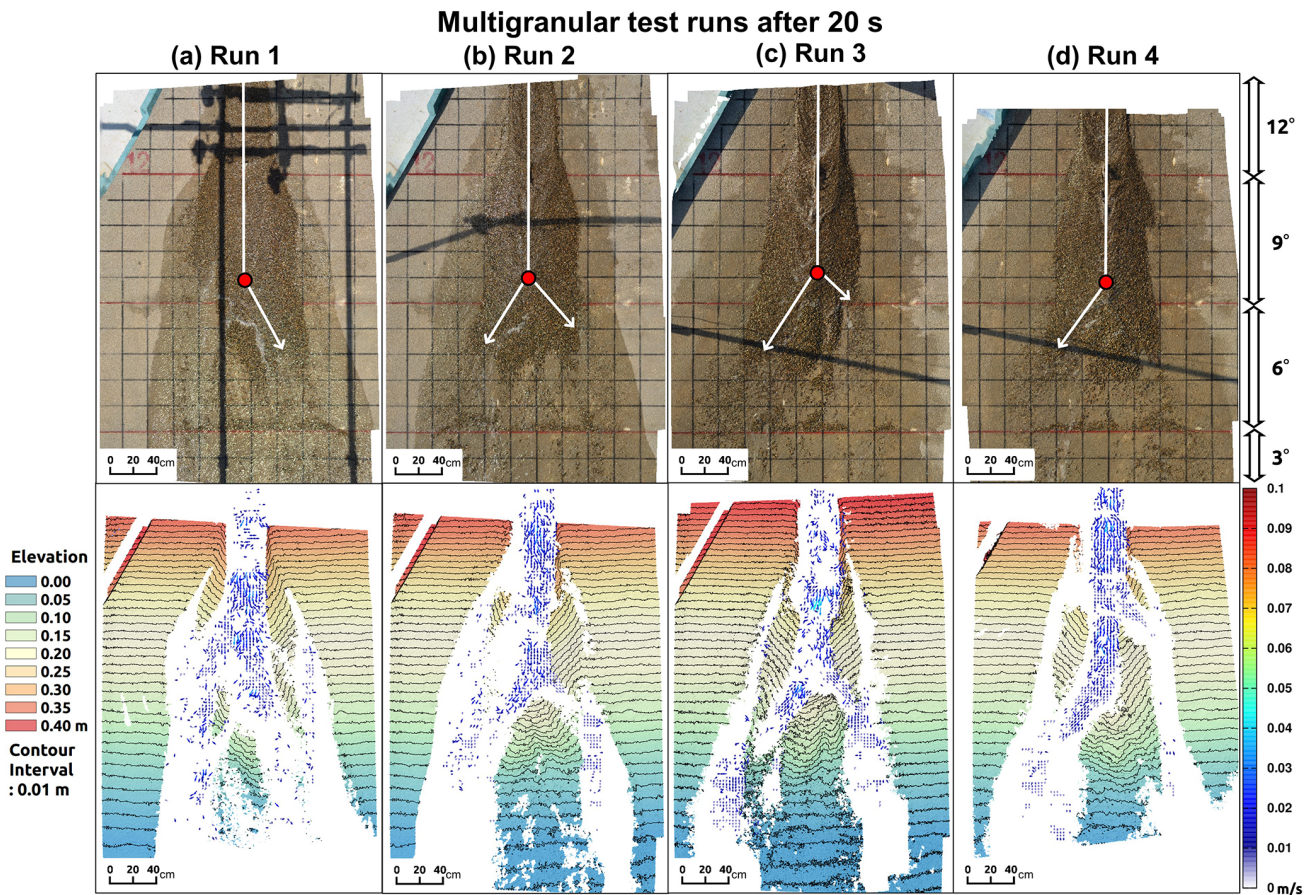 Multigranular test runs after 20 s
(a) Run 1
(b) Run 2
(c) Run 3
(d) Run 4
12°
9°
6°
3°
12
12
12
0 20 40cm
0 20 40cm
0 20 40cm
0 20 40cm
Elevation
0.00
0.05
0.10
0.15
0.20
0.25
0.30
0.35
0.40 m
Contour
Interval
: 0.01 m
0.1
0.09
0.08
0.07
0.06
0.05
0.04
0.03
0.02
0.01
0 m/s
0 20 40cm
0 20 40cm
0 20 40cm
0 20 40cm